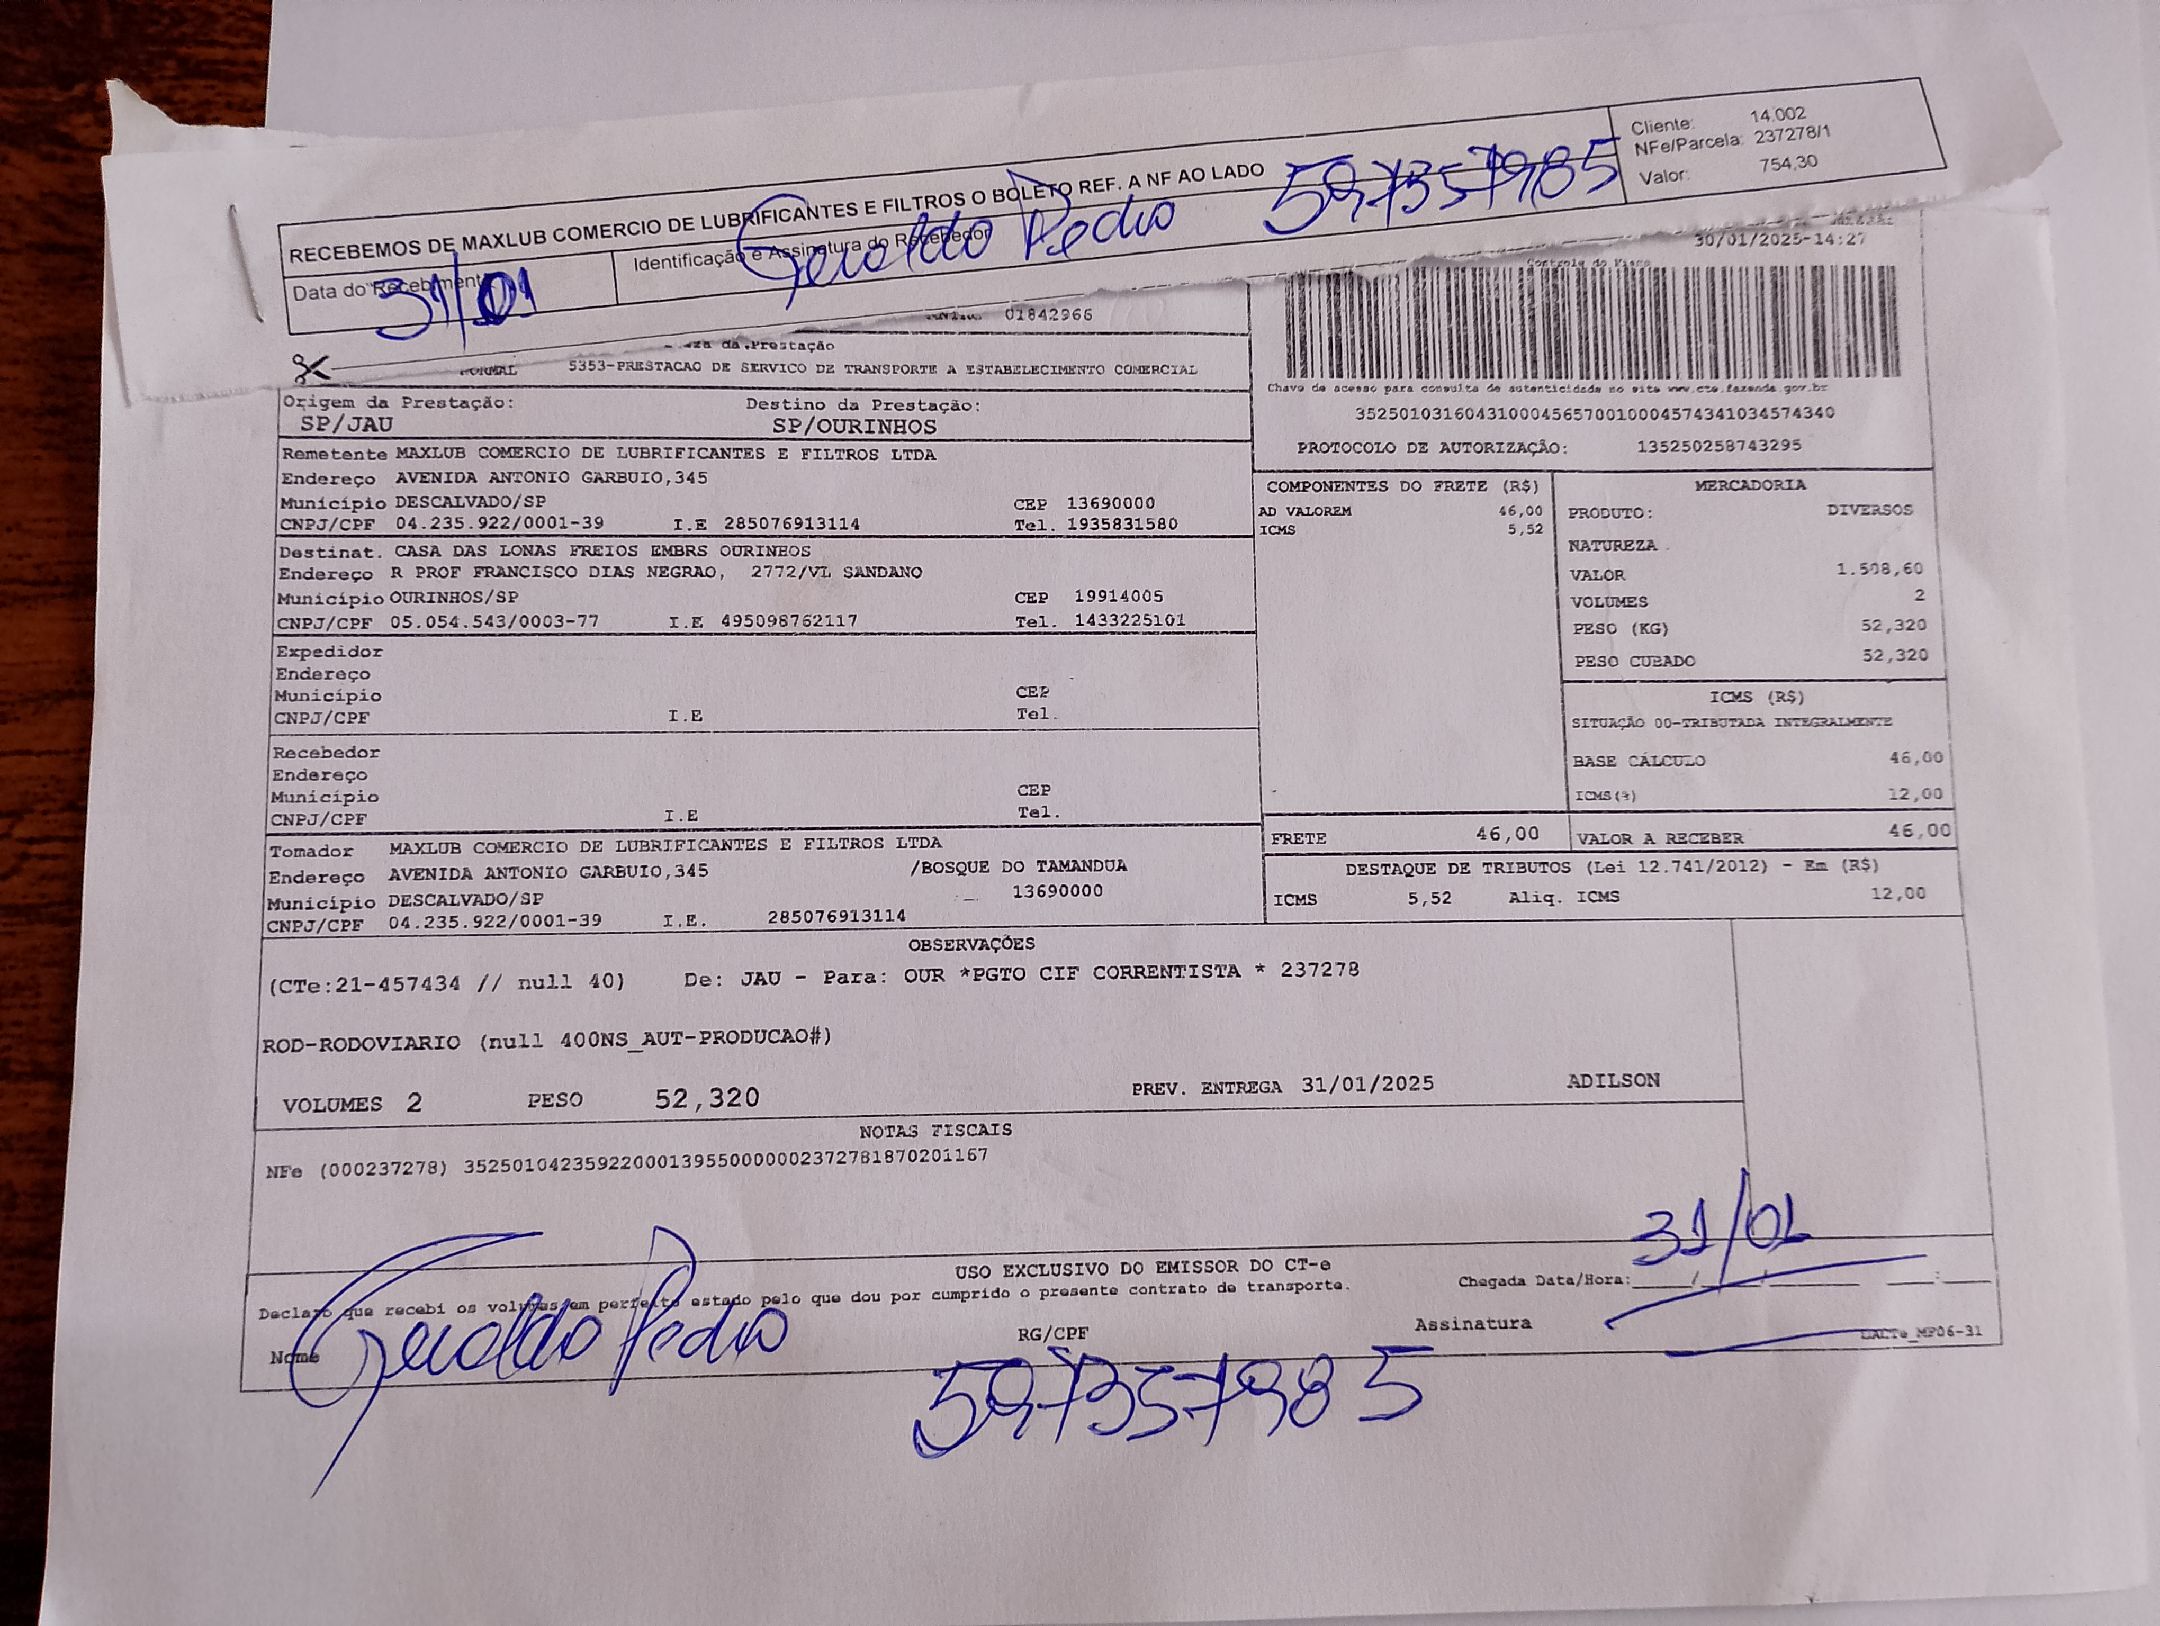 RECEBEMOS DE MAXLUB COMERCIO DE LUBRIFICANTES E FILTROS O BOLETO REF. A NF AO LADO
Data do Recebimento
31/01
Identificação e Assinatura do Recebedor
Geraldo Pedro 597357985
Cliente: 14.002
NFe/Parcela: 237278/1
Valor: 754,30
30/01/2025-14:27
Controle do Fisco
01842966
da Prestação
NORMAL 5353-PRESTACAO DE SERVICO DE TRANSPORTE A ESTABELECIMENTO COMERCIAL
Chave de acesso para consulta de autenticidade no site www.cte.fazenda.gov.br
35250103160431000456570010004574341034574340
PROTOCOLO DE AUTORIZAÇÃO: 135250258743295
Origem da Prestação: Destino da Prestação:
SP/JAU SP/OURINHOS
Remetente MAXLUB COMERCIO DE LUBRIFICANTES E FILTROS LTDA
Endereço AVENIDA ANTONIO GARBUIO,345
Município DESCALVADO/SP CEP 13690000
CNPJ/CPF 04.235.922/0001-39 I.E 285076913114 Tel. 1935831580
Destinat. CASA DAS LONAS FREIOS EMBRS OURINHOS
Endereço R PROF FRANCISCO DIAS NEGRAO, 2772/VL SANDANO
Município OURINHOS/SP CEP 19914005
CNPJ/CPF 05.054.543/0003-77 I.E 495098762117 Tel. 1433225101
Expedidor
Endereço
Município CEP
CNPJ/CPF I.E Tel.
Recebedor
Endereço
Município CEP
CNPJ/CPF I.E Tel.
Tomador MAXLUB COMERCIO DE LUBRIFICANTES E FILTROS LTDA
Endereço AVENIDA ANTONIO GARBUIO,345 /BOSQUE DO TAMANDUA
Município DESCALVADO/SP 13690000
CNPJ/CPF 04.235.922/0001-39 I.E. 285076913114
COMPONENTES DO FRETE (R$)
AD VALOREM 46,00
ICMS 5,52
MERCADORIA
PRODUTO: DIVERSOS
NATUREZA
VALOR 1.508,60
VOLUMES 2
PESO (KG) 52,320
PESO CUBADO 52,320
ICMS (R$)
SITUAÇÃO 00-TRIBUTADA INTEGRALMENTE
BASE CÁLCULO 46,00
ICMS(%) 12,00
FRETE 46,00 VALOR A RECEBER 46,00
DESTAQUE DE TRIBUTOS (Lei 12.741/2012) - Em (R$)
ICMS 5,52 Aliq. ICMS 12,00
OBSERVAÇÕES
(CTe:21-457434 // null 40) De: JAU - Para: OUR *PGTO CIF CORRENTISTA * 237278
ROD-RODOVIARIO (null 400NS_AUT-PRODUCAO#)
VOLUMES 2 PESO 52,320 PREV. ENTREGA 31/01/2025 ADILSON
NOTAS FISCAIS
NFe (000237278) 35250104235922000139550000002372781870201167
USO EXCLUSIVO DO EMISSOR DO CT-e
Declaro que recebi os volumes em perfeito estado pelo que dou por cumprido o presente contrato de transporte.
Chegada Data/Hora: 31/01
Nome Geraldo Pedro
RG/CPF 597357985
Assinatura
DACTe_MP06-31